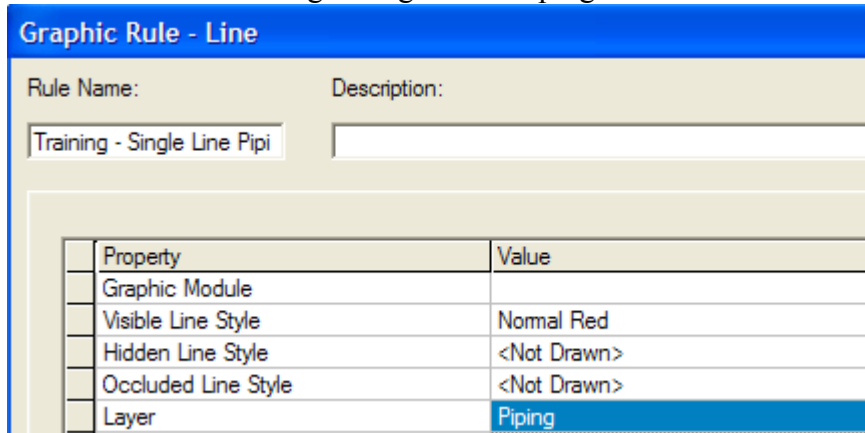 Graphic Rule - Line
Rule Name: Description:
Training - Single Line Pipi
Property Value
Graphic Module
Visible Line Style Normal Red
Hidden Line Style <Not Drawn>
Occluded Line Style <Not Drawn>
Layer Piping